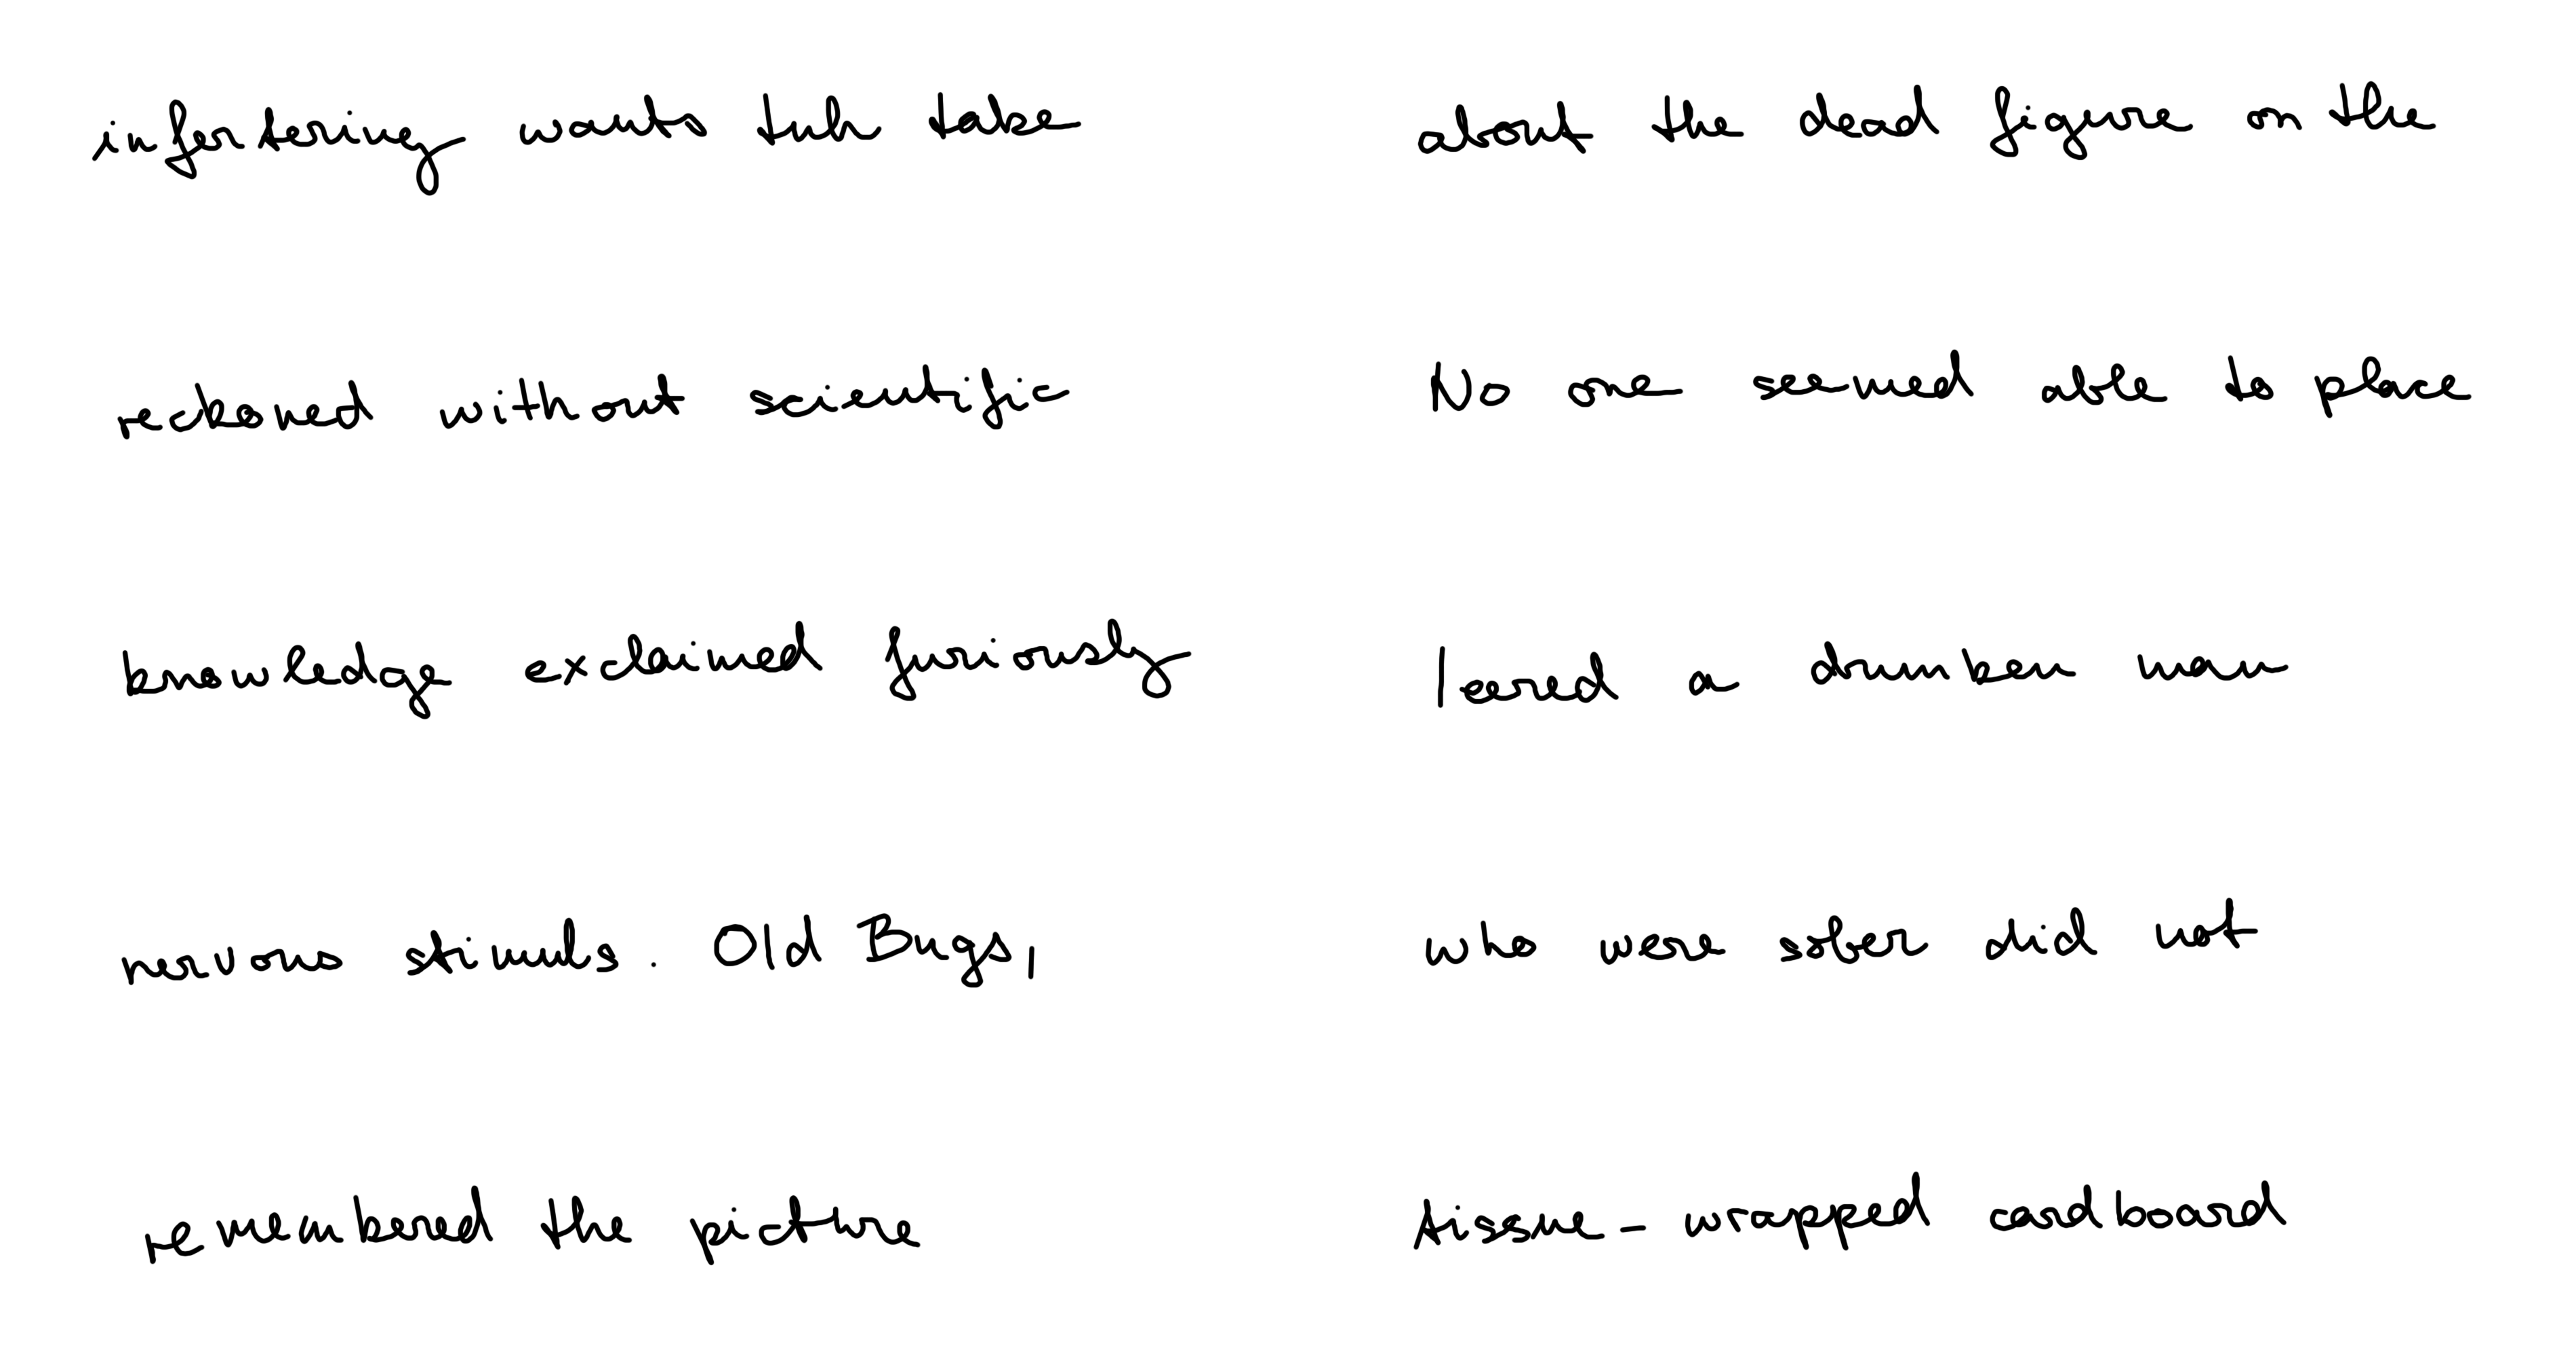 infertering wants tuh take
reckoned without scientific
knowledge exclaimed furiously
nervous stimuls. Old Bugs,
remembered the picture
about the dead figure on the
No one seemed able to place
leered a drunken man
who were sober did not
tissue-wrapped cardboard